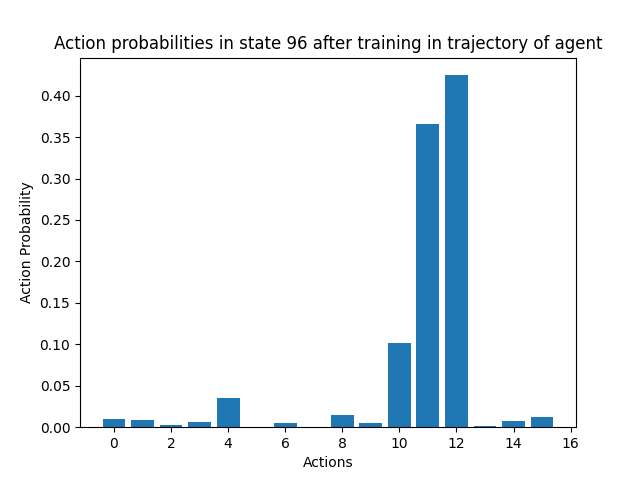 Action probabilities in state 96 after training in trajectory of agent
0.40
0.35
0.30
0.25
0.20
0.15
0.10
0.05
0.00
Action Probability
0 2 4 6 8 10 12 14 16
Actions